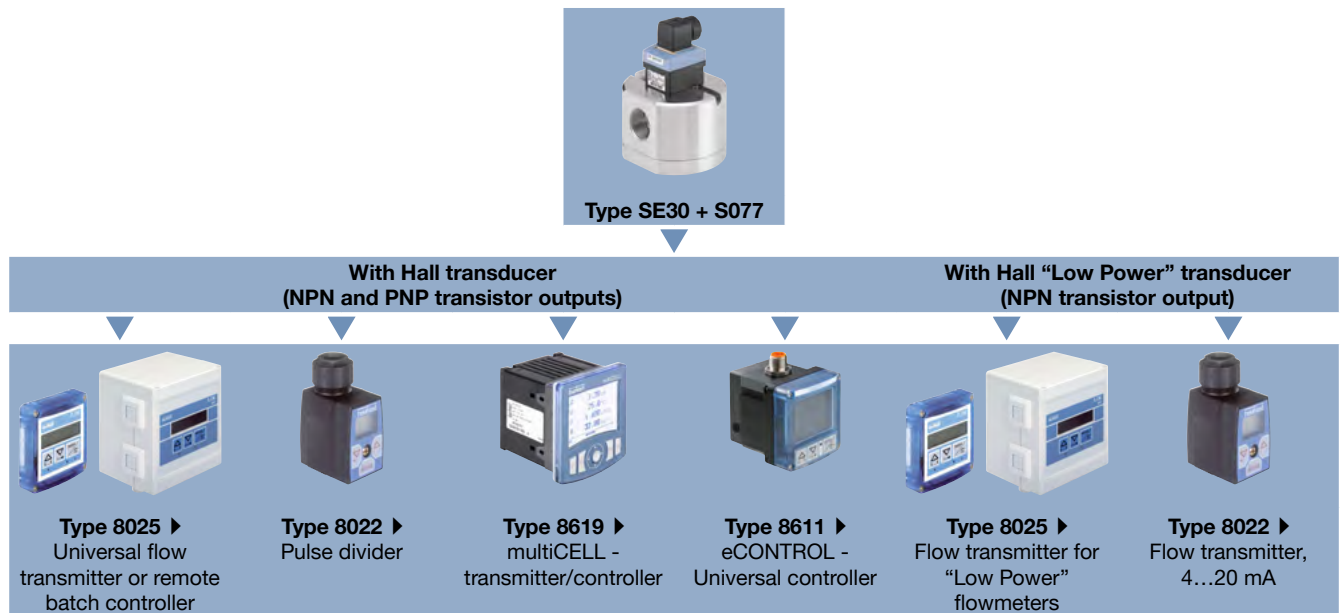 Type SE30 + S077
With Hall transducer
(NPN and PNP transistor outputs)
With Hall “Low Power” transducer
(NPN transistor output)
Type 8025 ▶
Universal flow
transmitter or remote
batch controller
Type 8022 ▶
Pulse divider
Type 8619 ▶
multiCELL -
transmitter/controller
Type 8611 ▶
eCONTROL -
Universal controller
Type 8025 ▶
Flow transmitter for
“Low Power”
flowmeters
Type 8022 ▶
Flow transmitter,
4…20 mA